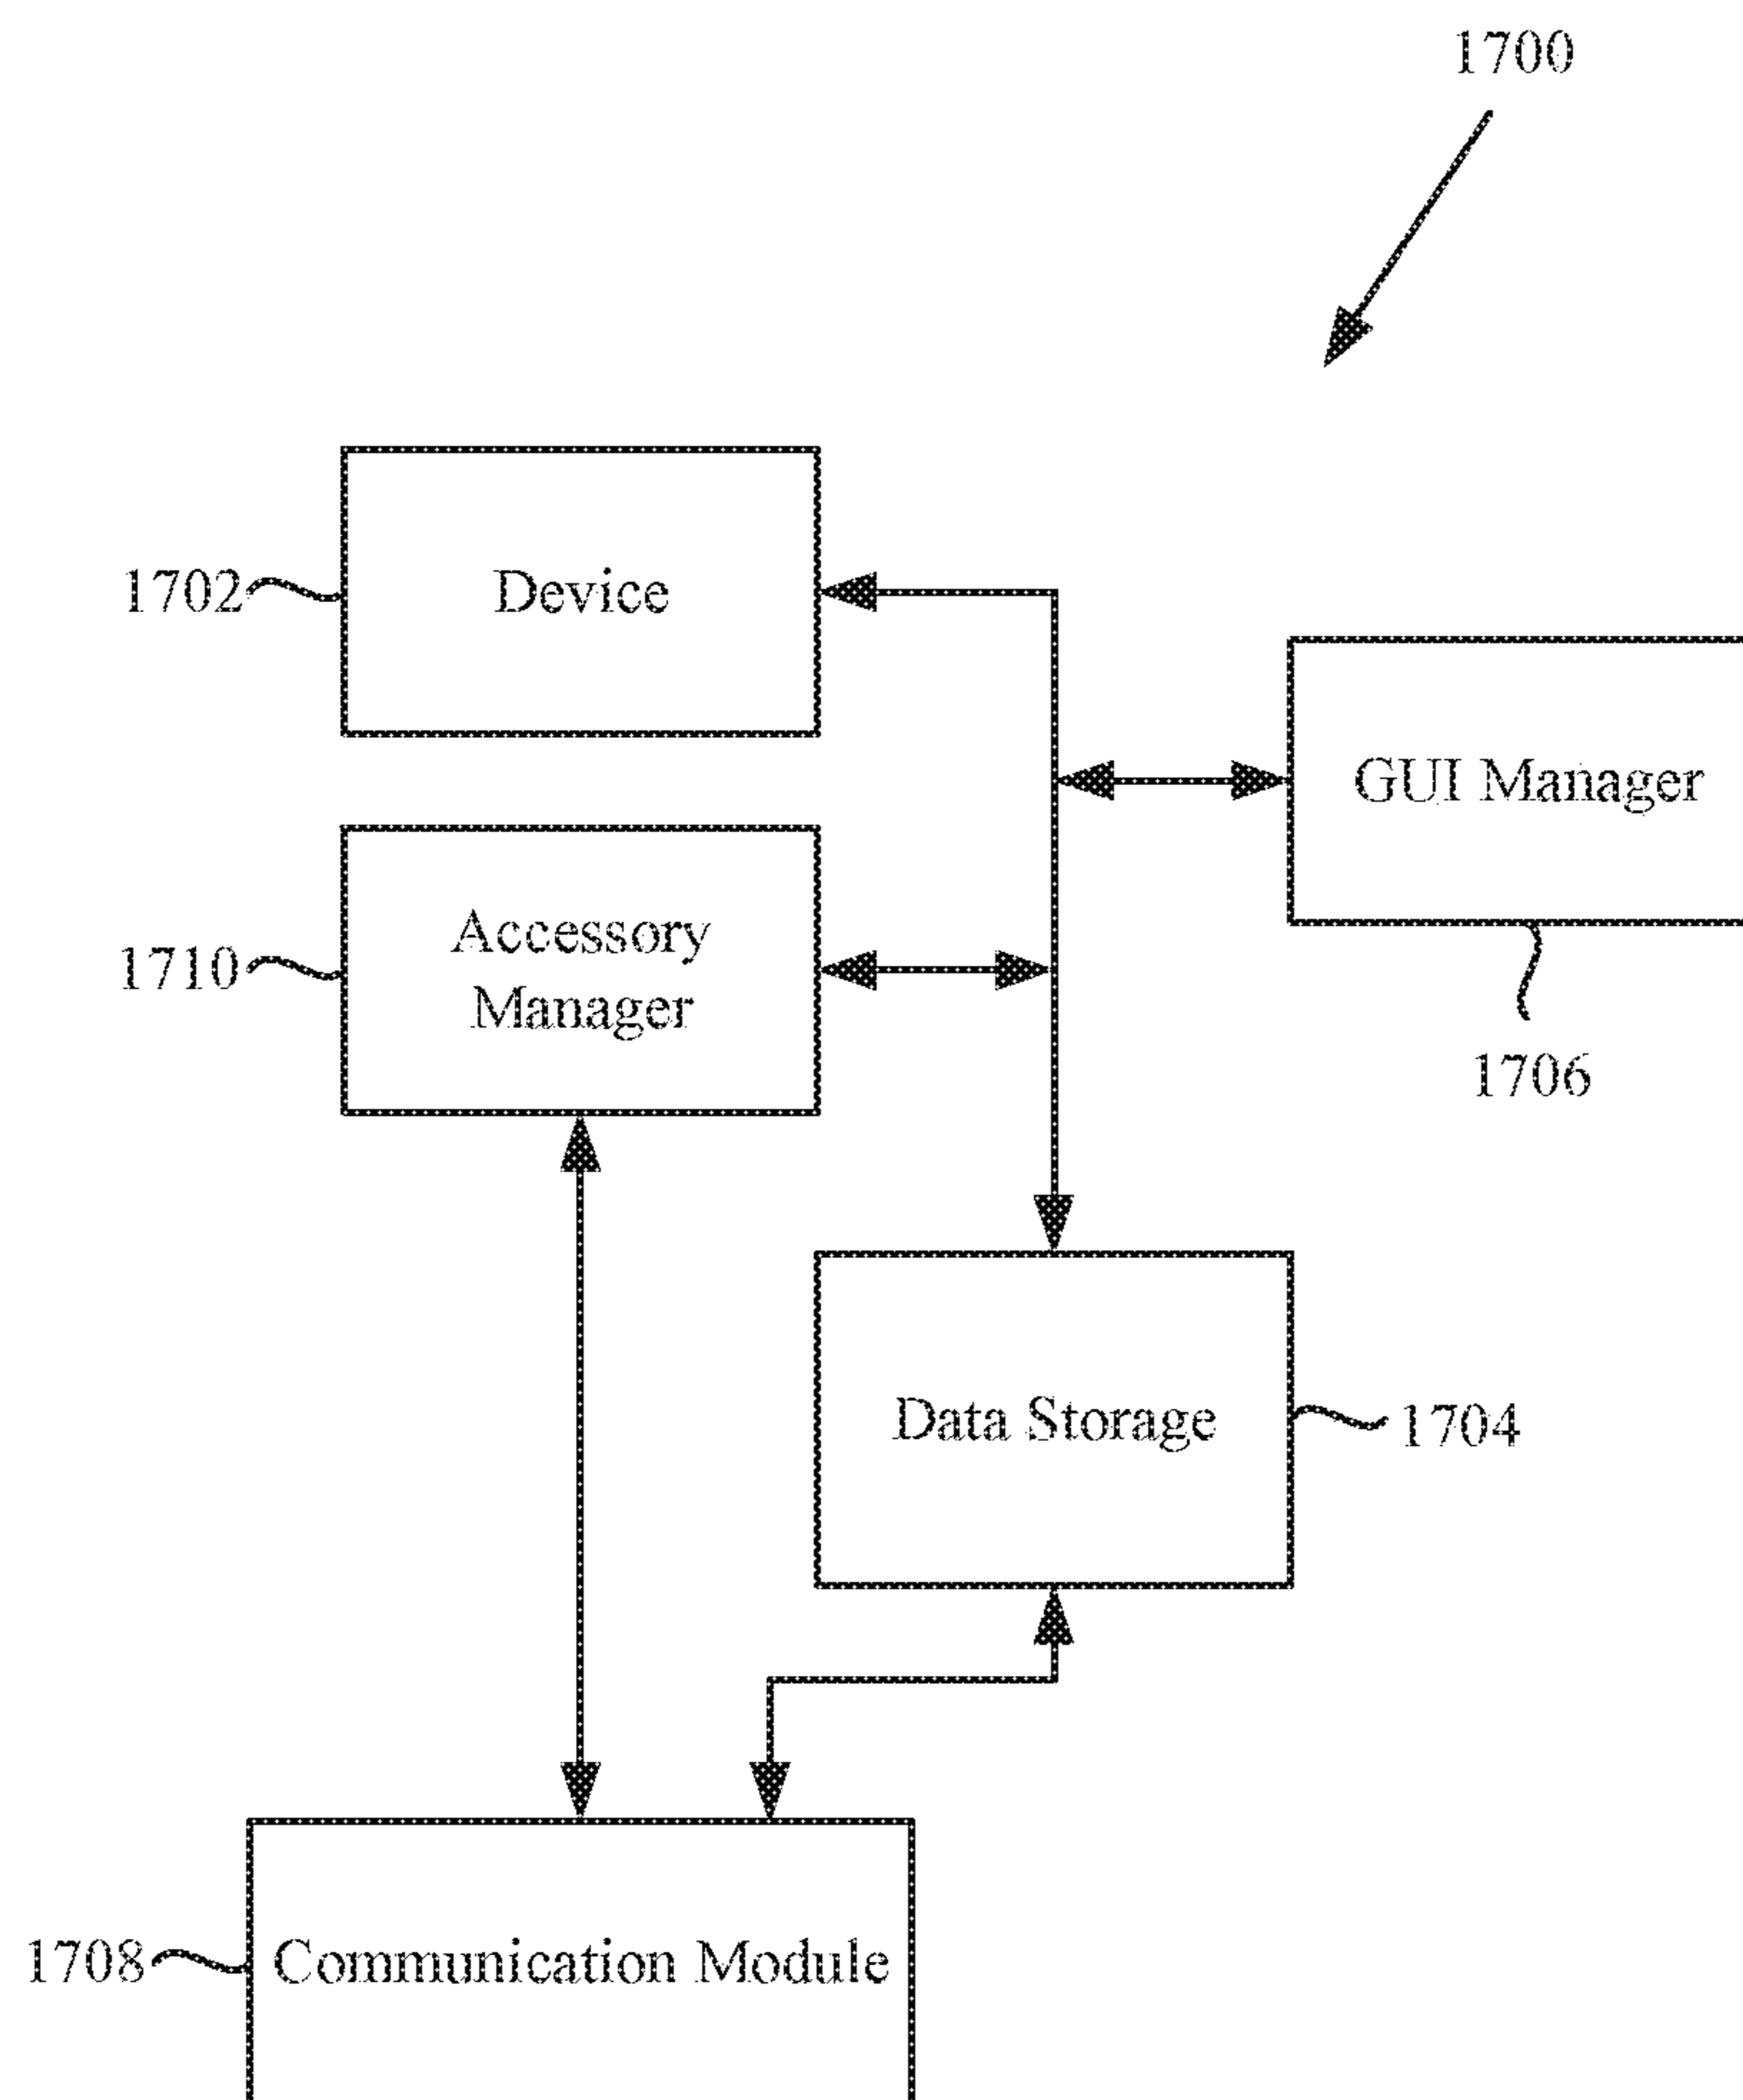 1700
1702
Device
GUI Manager
Accessory
Manager
1710
1706
Data Storage
1704
1708
Communication Module